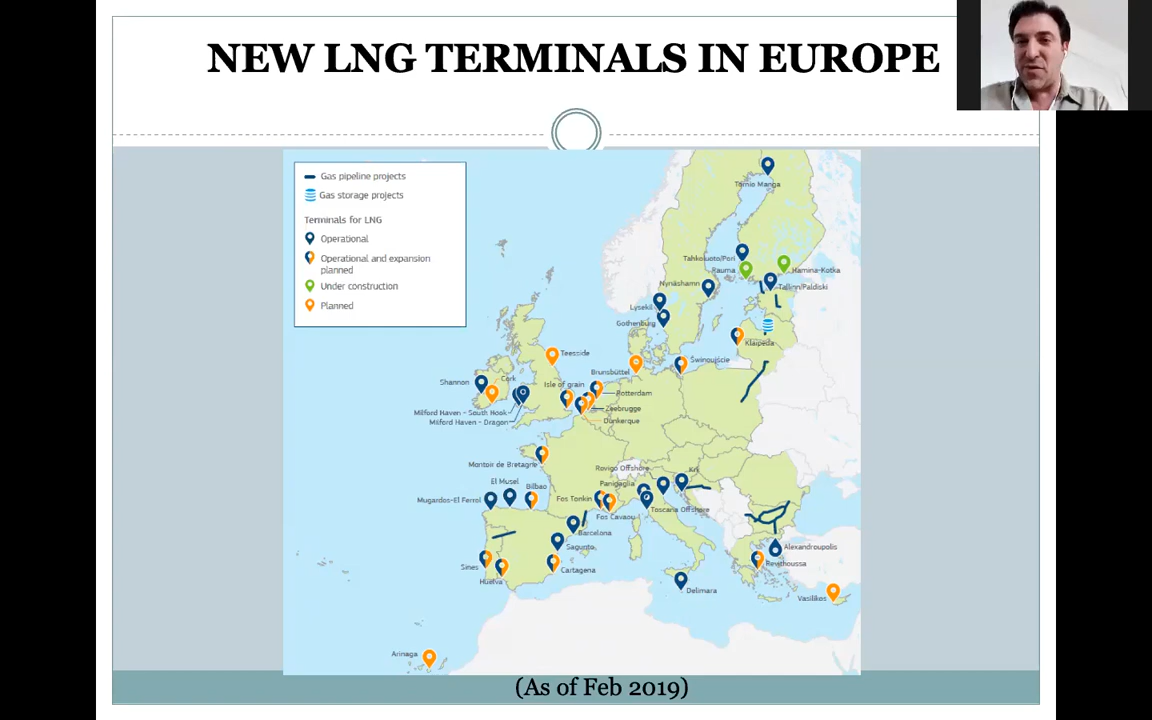 NEW LNG TERMINALS IN EUROPE
Gas pipeline projects
Gas storage projects
Terminals for LNG
Operational
Operational and expansion
planned
Under construction
Planned
Tornio Manga
Tahkoluoto/Pori
Rauma
Hamina-Kotka
Nynäshamn
Tallinn/Paldiski
Lysekil
Gothenburg
Klaipeda
Teesside
Świnoujście
Brunsbüttel
Shannon
Cork
Isle of grain
Rotterdam
Milford Haven - South Hook
Zeebrugge
Milford Haven - Dragon
Dunkerque
Montoir de Bretagne
Rovigo Offshore
Krk
El Musel
Bilbao
Panigaglia
Mugardos-El Ferrol
Fos Tonkin
Toscana Offshore
Fos Cavaou
Barcelona
Sagunto
Alexandroupolis
Revithoussa
Sines
Cartagena
Huelva
Delimara
Vasilikos
Arinaga
(As of Feb 2019)